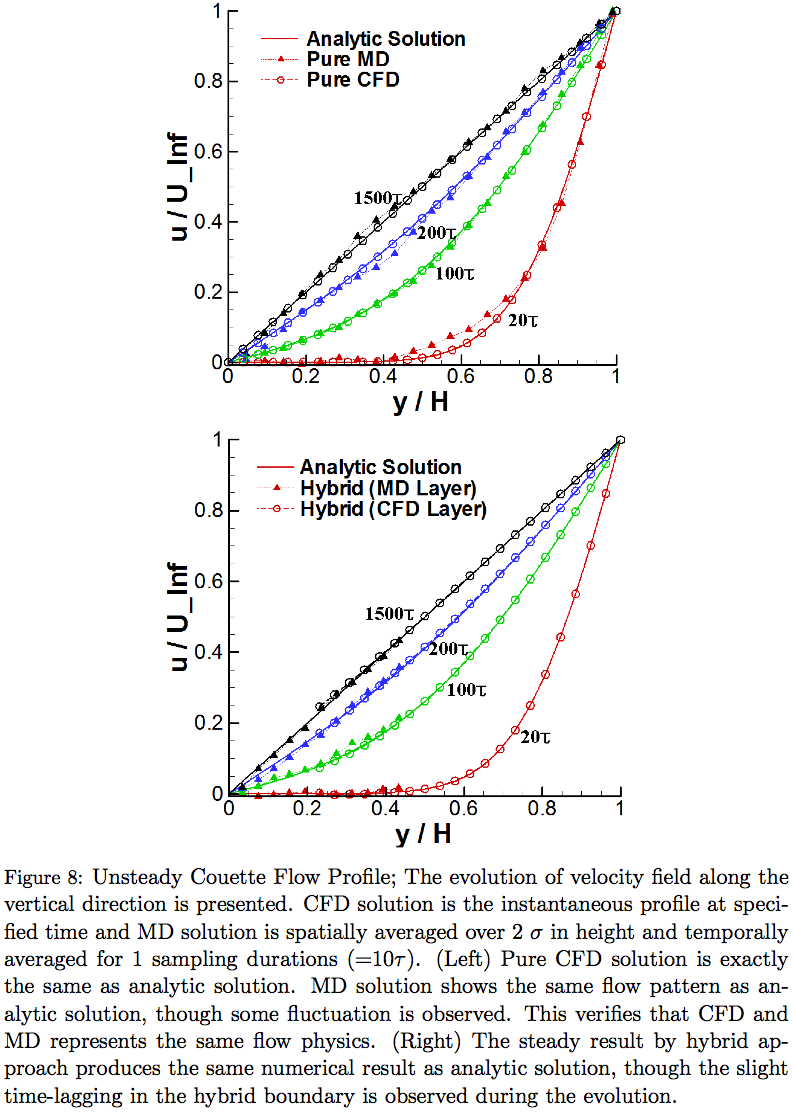 Analytic Solution
Pure MD
Pure CFD
u / U_Inf
1
0.8
0.6
0.4
0.2
0
1500τ
200τ
100τ
20τ
0
0.2
0.4
0.6
0.8
1
y / H
Analytic Solution
Hybrid (MD Layer)
Hybrid (CFD Layer)
u / U_Inf
1
0.8
0.6
0.4
0.2
0
1500τ
200τ
100τ
20τ
0
0.2
0.4
0.6
0.8
1
y / H
Figure 8: Unsteady Couette Flow Profile; The evolution of velocity field along the
vertical direction is presented. CFD solution is the instantaneous profile at speci-
fied time and MD solution is spatially averaged over 2 σ in height and temporally
averaged for 1 sampling durations (=10τ). (Left) Pure CFD solution is exactly
the same as analytic solution. MD solution shows the same flow pattern as an-
alytic solution, though some fluctuation is observed. This verifies that CFD and
MD represents the same flow physics. (Right) The steady result by hybrid ap-
proach produces the same numerical result as analytic solution, though the slight
time-lagging in the hybrid boundary is observed during the evolution.